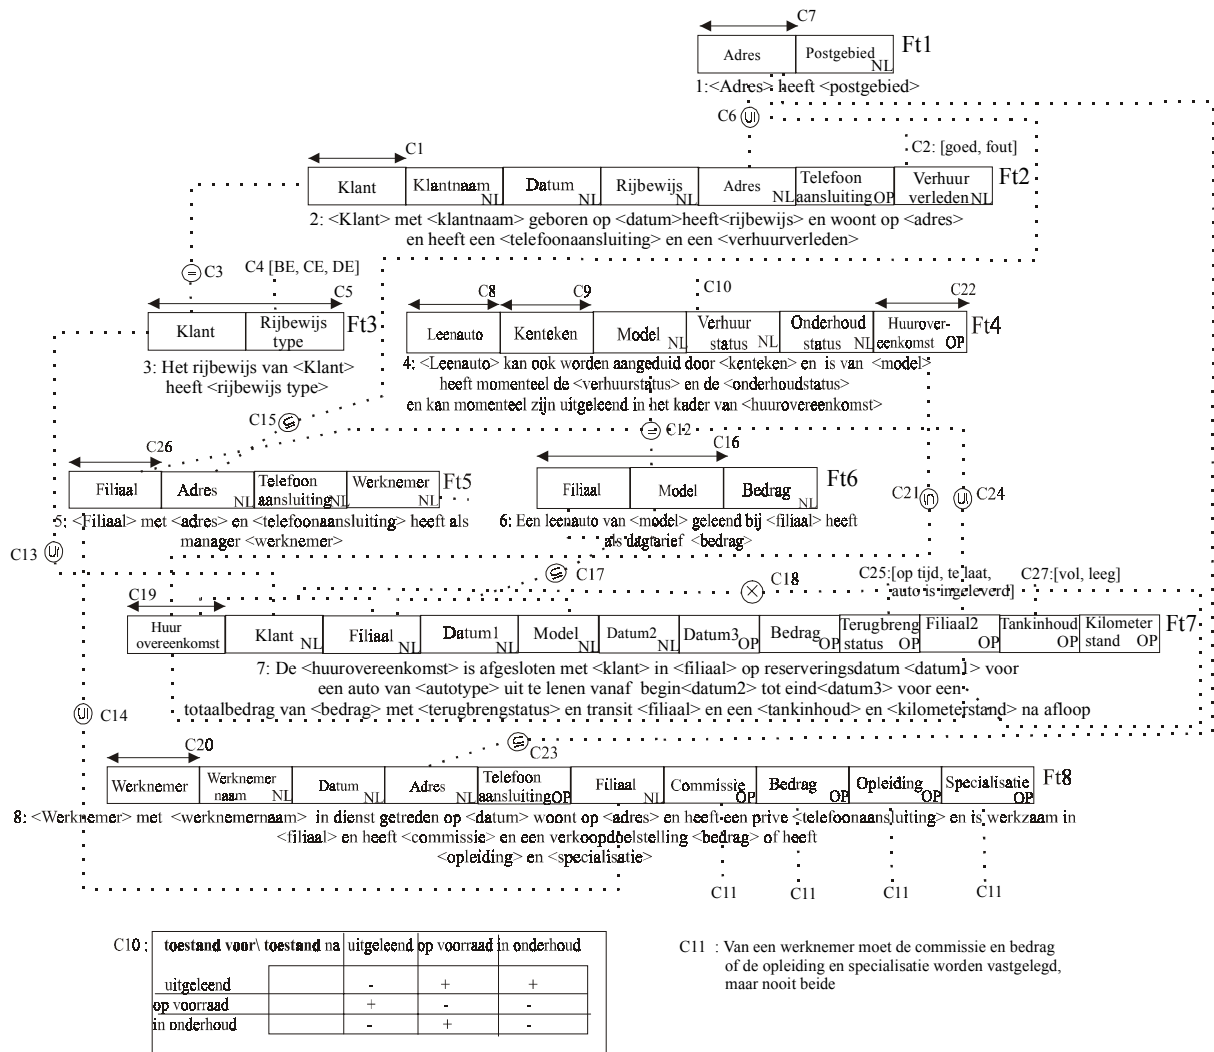 C7
Adres Postgebied NL Ft1
1:<Adres> heeft <postgebied>
C6
C1
C2: [goed, fout]
Klant Klantnaam NL Datum NL Rijbewijs NL Adres NL Telefoon aansluiting OP Verhuur verleden NL Ft2
2: <Klant> met <klantnaam> geboren op <datum>heeft<rijbewijs> en woont op <adres>
en heeft een <telefoonaansluiting> en een <verhuurverleden>
C3
C4 [BE, CE, DE]
C5
Klant Rijbewijs type Ft3
3: Het rijbewijs van <Klant>
heeft <rijbewijs type>
C8 C9 C10 C22
Leenauto Kenteken Model NL Verhuur status NL Onderhoud status NL Huurover- eenkomst OP Ft4
4: <Leenauto> kan ook worden aangeduid door <kenteken> en is van <model>
heeft momenteel de <verhuurstatus> en de <onderhoudstatus>
en kan momenteel zijn uitgeleend in het kader van <huurovereenkomst>
C15
C12
C26
C16
Filiaal Adres NL Telefoon aansluiting NL Werknemer NL Ft5
5: <Filiaal> met <adres> en <telefoonaansluiting> heeft als
manager <werknemer>
Filiaal Model Bedrag NL Ft6
6: Een leenauto van <model> geleend bij <filiaal> heeft
als dagtarief <bedrag>
C21 C24
C13
C17
C18
C25:[op tijd, te laat,
auto is ingeleverd]
C27:[vol, leeg]
C19
Huur overeenkomst Klant NL Filiaal NL Datum1 NL Model NL Datum2 NL Datum3 OP Bedrag OP Terugbreng status OP Filiaal2 OP Tankinhoud OP Kilometer stand OP Ft7
7: De <huurovereenkomst> is afgesloten met <klant> in <filiaal> op reserveringsdatum <datum1> voor
een auto van <autotype> uit te lenen vanaf begin<datum2> tot eind<datum3> voor een
totaalbedrag van <bedrag> met <terugbrengstatus> en transit <filiaal> en een <tankinhoud> en <kilometerstand> na afloop
C14
C20
C23
Werknemer Werknemer naam NL Datum NL Adres NL Telefoon aansluiting OP Filiaal NL Commissie OP Bedrag OP Opleiding OP Specialisatie OP Ft8
8: <Werknemer> met <werknemernaam> in dienst getreden op <datum> woont op <adres> en heeft een prive <telefoonaansluiting> en is werkzaam in
<filiaal> en heeft <commissie> en een verkoopdoelstelling <bedrag> of heeft
<opleiding> en <specialisatie>
C11 C11 C11 C11
C10 : toestand voor\ toestand na uitgeleend op voorraad in onderhoud
uitgeleend - + +
op voorraad + - -
in onderhoud - + -
C11 : Van een werknemer moet de commissie en bedrag
of de opleiding en specialisatie worden vastgelegd,
maar nooit beide